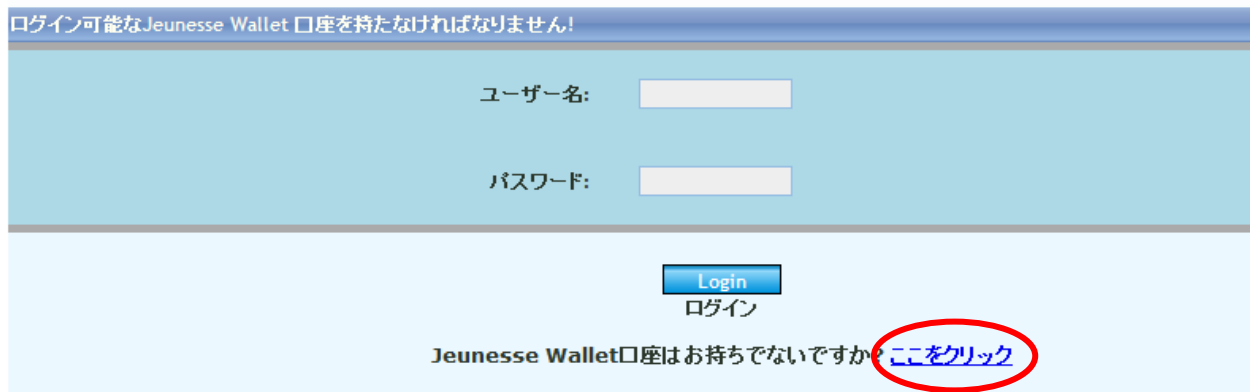 ログイン可能なJeunesse Wallet 口座を持たなければなりません!
ユーザー名:
パスワード:
Login
ログイン
Jeunesse Wallet口座はお持ちでないですか? ここをクリック